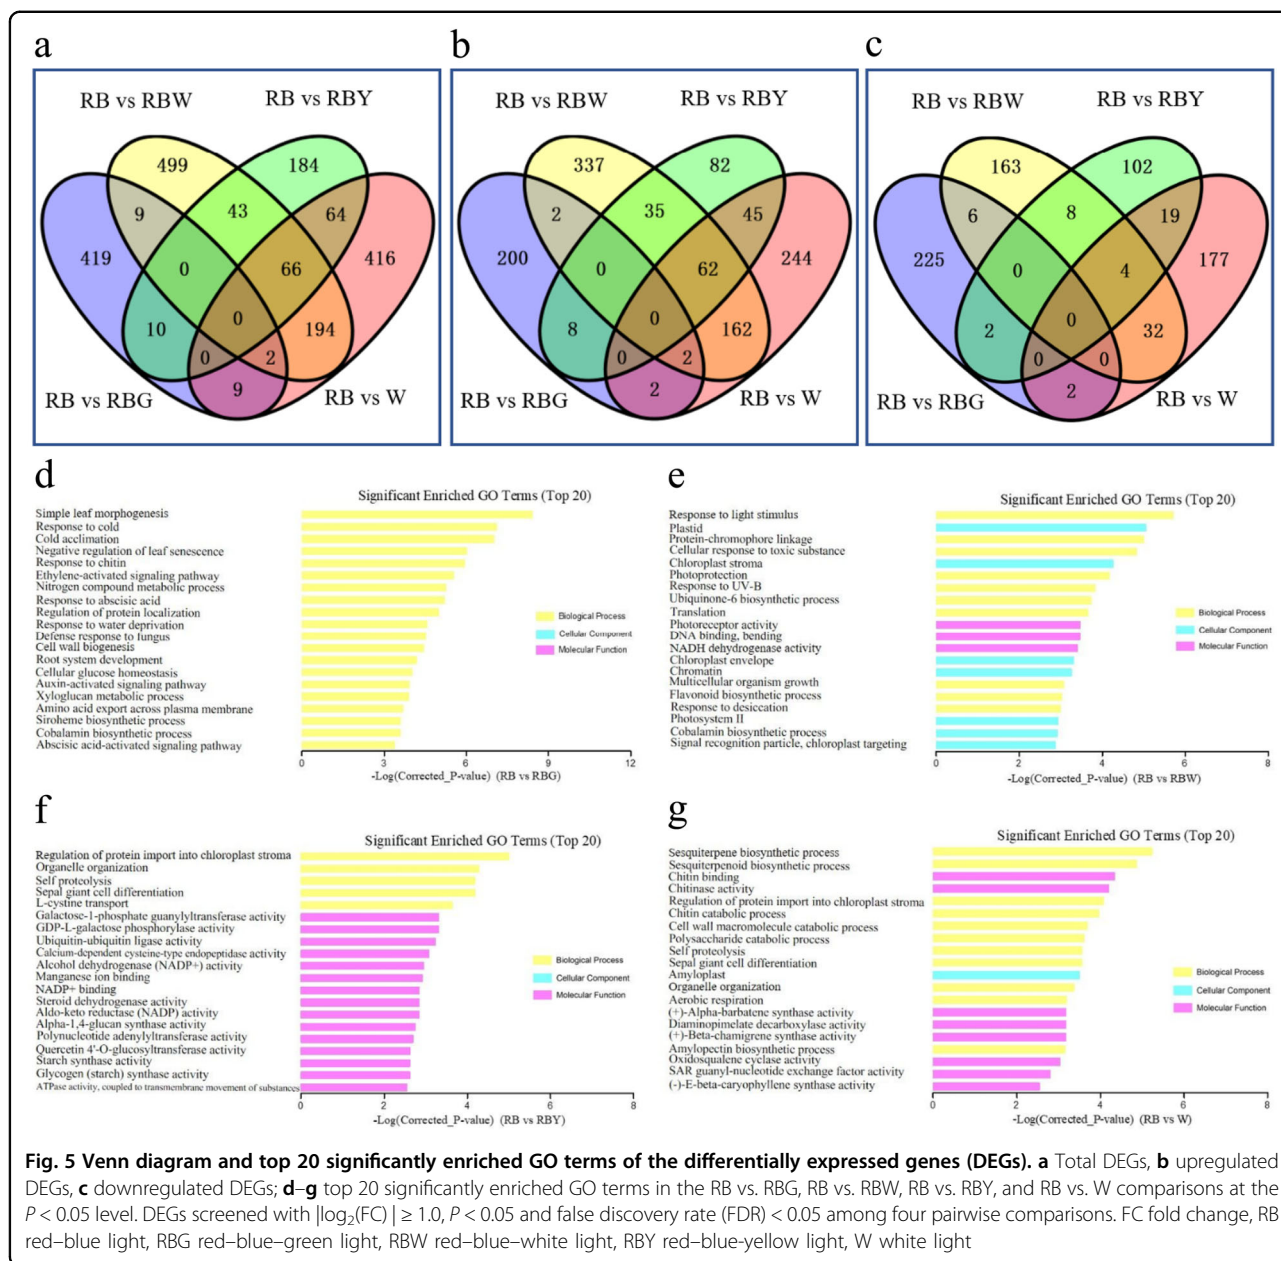 a
b
c
RB vs RBW
RB vs RBY
499
184
9
43
64
419
0
66
416
10
0
194
0
2
9
RB vs RBG
RB vs W
RB vs RBW
RB vs RBY
337
82
2
35
45
200
0
62
244
8
0
162
0
2
2
RB vs RBG
RB vs W
RB vs RBW
RB vs RBY
163
102
6
8
19
225
0
4
177
2
0
32
0
0
2
RB vs RBG
RB vs W
d
Significant Enriched GO Terms (Top 20)
Simple leaf morphogenesis
Response to cold
Cold acclimation
Negative regulation of leaf senescence
Response to chitin
Ethylene-activated signaling pathway
Nitrogen compound metabolic process
Response to abscisic acid
Regulation of protein localization
Response to water deprivation
Defense response to fungus
Cell wall biogenesis
Root system development
Cellular glucose homeostasis
Auxin-activated signaling pathway
Xyloglucan metabolic process
Amino acid export across plasma membrane
Siroheme biosynthetic process
Cobalamin biosynthetic process
Abscisic acid-activated signaling pathway
Biological Process
Cellular Component
Molecular Function
0 3 6 9 12
-Log(Corrected_P-value) (RB vs RBG)
e
Significant Enriched GO Terms (Top 20)
Response to light stimulus
Plastid
Protein-chromophore linkage
Cellular response to toxic substance
Chloroplast stroma
Photoprotection
Response to UV-B
Ubiquinone-6 biosynthetic process
Translation
Photoreceptor activity
DNA binding, bending
NADH dehydrogenase activity
Chloroplast envelope
Chromatin
Multicellular organism growth
Flavonoid biosynthetic process
Response to desiccation
Photosystem II
Cobalamin biosynthetic process
Signal recognition particle, chloroplast targeting
Biological Process
Cellular Component
Molecular Function
0 2 4 6 8
-Log(Corrected_P-value) (RB vs RBW)
f
Significant Enriched GO Terms (Top 20)
Regulation of protein import into chloroplast stroma
Organelle organization
Self proteolysis
Sepal giant cell differentiation
L-cystine transport
Galactose-1-phosphate guanylyltransferase activity
GDP-L-galactose phosphorylase activity
Ubiquitin-ubiquitin ligase activity
Calcium-dependent cysteine-type endopeptidase activity
Alcohol dehydrogenase (NADP+) activity
Manganese ion binding
NADP+ binding
Steroid dehydrogenase activity
Aldo-keto reductase (NADP) activity
Alpha-1,4-glucan synthase activity
Polynucleotide adenylyltransferase activity
Quercetin 4'-O-glucosyltransferase activity
Starch synthase activity
Glycogen (starch) synthase activity
ATPase activity, coupled to transmembrane movement of substances
Biological Process
Cellular Component
Molecular Function
0 2 4 6 8
-Log(Corrected_P-value) (RB vs RBY)
g
Significant Enriched GO Terms (Top 20)
Sesquiterpene biosynthetic process
Sesquiterpenoid biosynthetic process
Chitin binding
Chitinase activity
Regulation of protein import into chloroplast stroma
Chitin catabolic process
Cell wall macromolecule catabolic process
Polysaccharide catabolic process
Self proteolysis
Sepal giant cell differentiation
Amyloplast
Organelle organization
Aerobic respiration
(+)-Alpha-barbatene synthase activity
Diaminopimelate decarboxylase activity
(+)-Beta-chamigrene synthase activity
Amylopectin biosynthetic process
Oxidosqualene cyclase activity
SAR guanyl-nucleotide exchange factor activity
(-)-E-beta-caryophyllene synthase activity
Biological Process
Cellular Component
Molecular Function
0 2 4 6 8
-Log(Corrected_P-value) (RB vs W)
Fig. 5 Venn diagram and top 20 significantly enriched GO terms of the differentially expressed genes (DEGs). a Total DEGs, b upregulated
DEGs, c downregulated DEGs; d–g top 20 significantly enriched GO terms in the RB vs. RBG, RB vs. RBW, RB vs. RBY, and RB vs. W comparisons at the
P < 0.05 level. DEGs screened with |log₂(FC) | ≥ 1.0, P < 0.05 and false discovery rate (FDR) < 0.05 among four pairwise comparisons. FC fold change, RB
red–blue light, RBG red–blue–green light, RBW red–blue–white light, RBY red–blue-yellow light, W white light